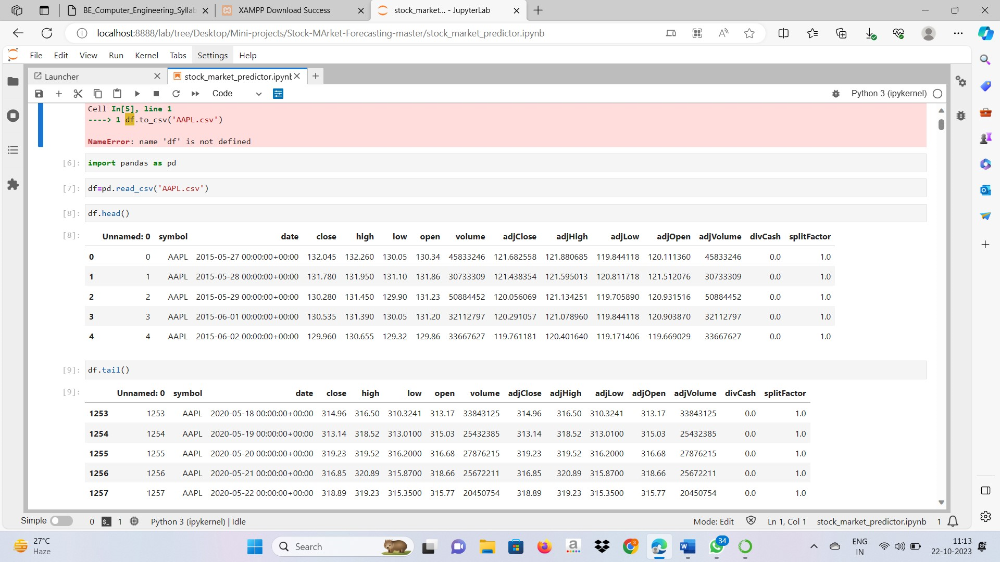 BE_Computer_Engineering_Syllab
XAMPP Download Success
stock_market... - JupyterLab
localhost:8888/lab/tree/Desktop/Mini-projects/Stock-MArket-Forecasting-master/stock_market_predictor.ipynb
File Edit View Run Kernel Tabs Settings Help
Launcher
stock_market_predictor.ipynb
Code
Python 3 (ipykernel)
Cell In[5], line 1
----> 1 df.to_csv('AAPL.csv')
NameError: name 'df' is not defined
[6]: import pandas as pd
[7]: df=pd.read_csv('AAPL.csv')
[8]: df.head()
[8]: Unnamed: 0 symbol date close high low open volume adjClose adjHigh adjLow adjOpen adjVolume divCash splitFactor
0 0 AAPL 2015-05-27 00:00:00+00:00 132.045 132.260 130.05 130.34 45833246 121.682558 121.880685 119.844118 120.111360 45833246 0.0 1.0
1 1 AAPL 2015-05-28 00:00:00+00:00 131.780 131.950 131.10 131.86 30733309 121.438354 121.595013 120.811718 121.512076 30733309 0.0 1.0
2 2 AAPL 2015-05-29 00:00:00+00:00 130.280 131.450 129.90 131.23 50884452 120.056069 121.134251 119.705890 120.931516 50884452 0.0 1.0
3 3 AAPL 2015-06-01 00:00:00+00:00 130.535 131.390 130.05 131.20 32112797 120.291057 121.078960 119.844118 120.903870 32112797 0.0 1.0
4 4 AAPL 2015-06-02 00:00:00+00:00 129.960 130.655 129.32 129.86 33667627 119.761181 120.401640 119.171406 119.669029 33667627 0.0 1.0
[9]: df.tail()
[9]: Unnamed: 0 symbol date close high low open volume adjClose adjHigh adjLow adjOpen adjVolume divCash splitFactor
1253 1253 AAPL 2020-05-18 00:00:00+00:00 314.96 316.50 310.3241 313.17 33843125 314.96 316.50 310.3241 313.17 33843125 0.0 1.0
1254 1254 AAPL 2020-05-19 00:00:00+00:00 313.14 318.52 313.0100 315.03 25432385 313.14 318.52 313.0100 315.03 25432385 0.0 1.0
1255 1255 AAPL 2020-05-20 00:00:00+00:00 319.23 319.52 316.2000 316.68 27876215 319.23 319.52 316.2000 316.68 27876215 0.0 1.0
1256 1256 AAPL 2020-05-21 00:00:00+00:00 316.85 320.89 315.8700 318.66 25672211 316.85 320.89 315.8700 318.66 25672211 0.0 1.0
1257 1257 AAPL 2020-05-22 00:00:00+00:00 318.89 319.23 315.3500 315.77 20450754 318.89 319.23 315.3500 315.77 20450754 0.0 1.0
Simple 0 1 Python 3 (ipykernel) | Idle Mode: Edit Ln 1, Col 1 stock_market_predictor.ipynb 1
27°C
Haze
Search
34
ENG
IN
11:13
22-10-2023